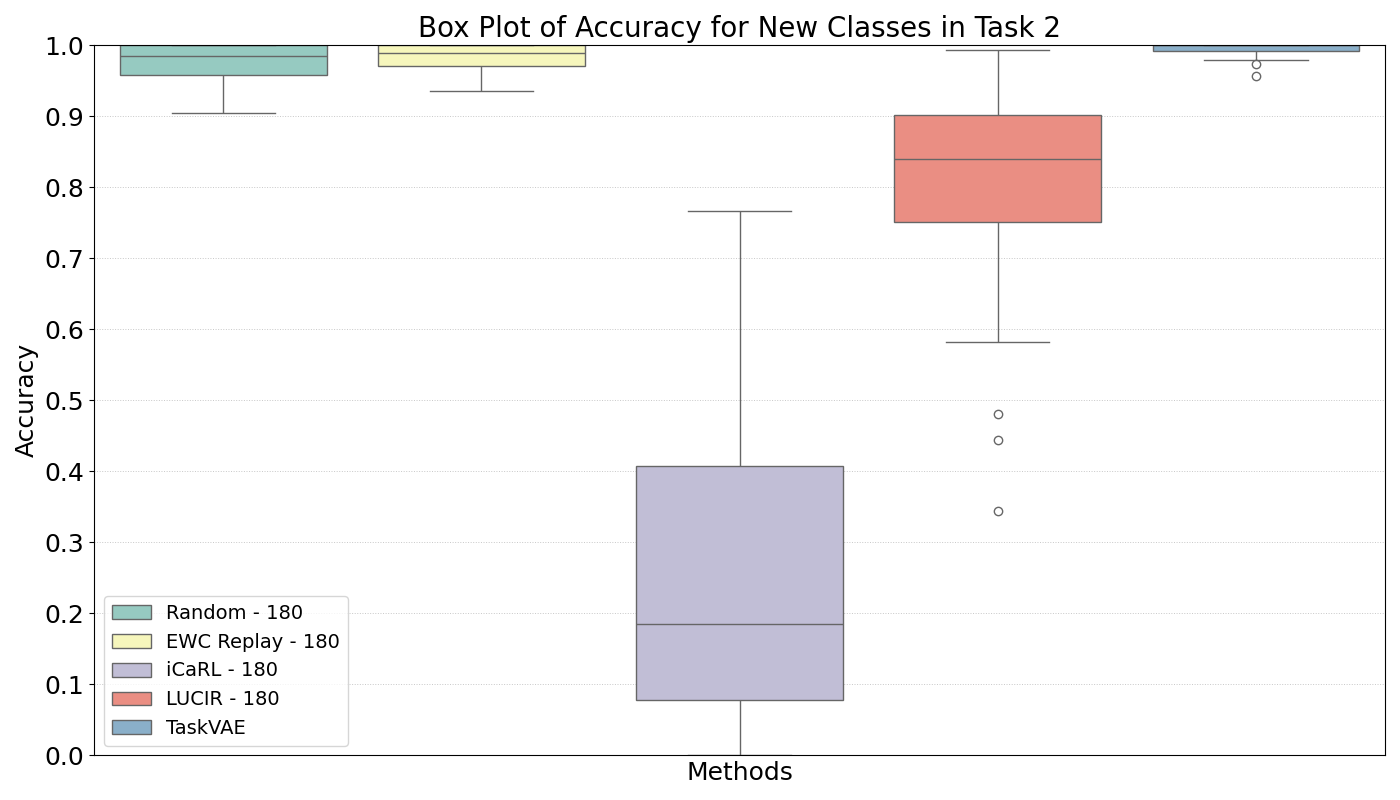 Box Plot of Accuracy for New Classes in Task 2
1.0
0.9
0.8
0.7
0.6
0.5
0.4
0.3
0.2
0.1
0.0
Accuracy
Random - 180
EWC Replay - 180
iCaRL - 180
LUCIR - 180
TaskVAE
Methods